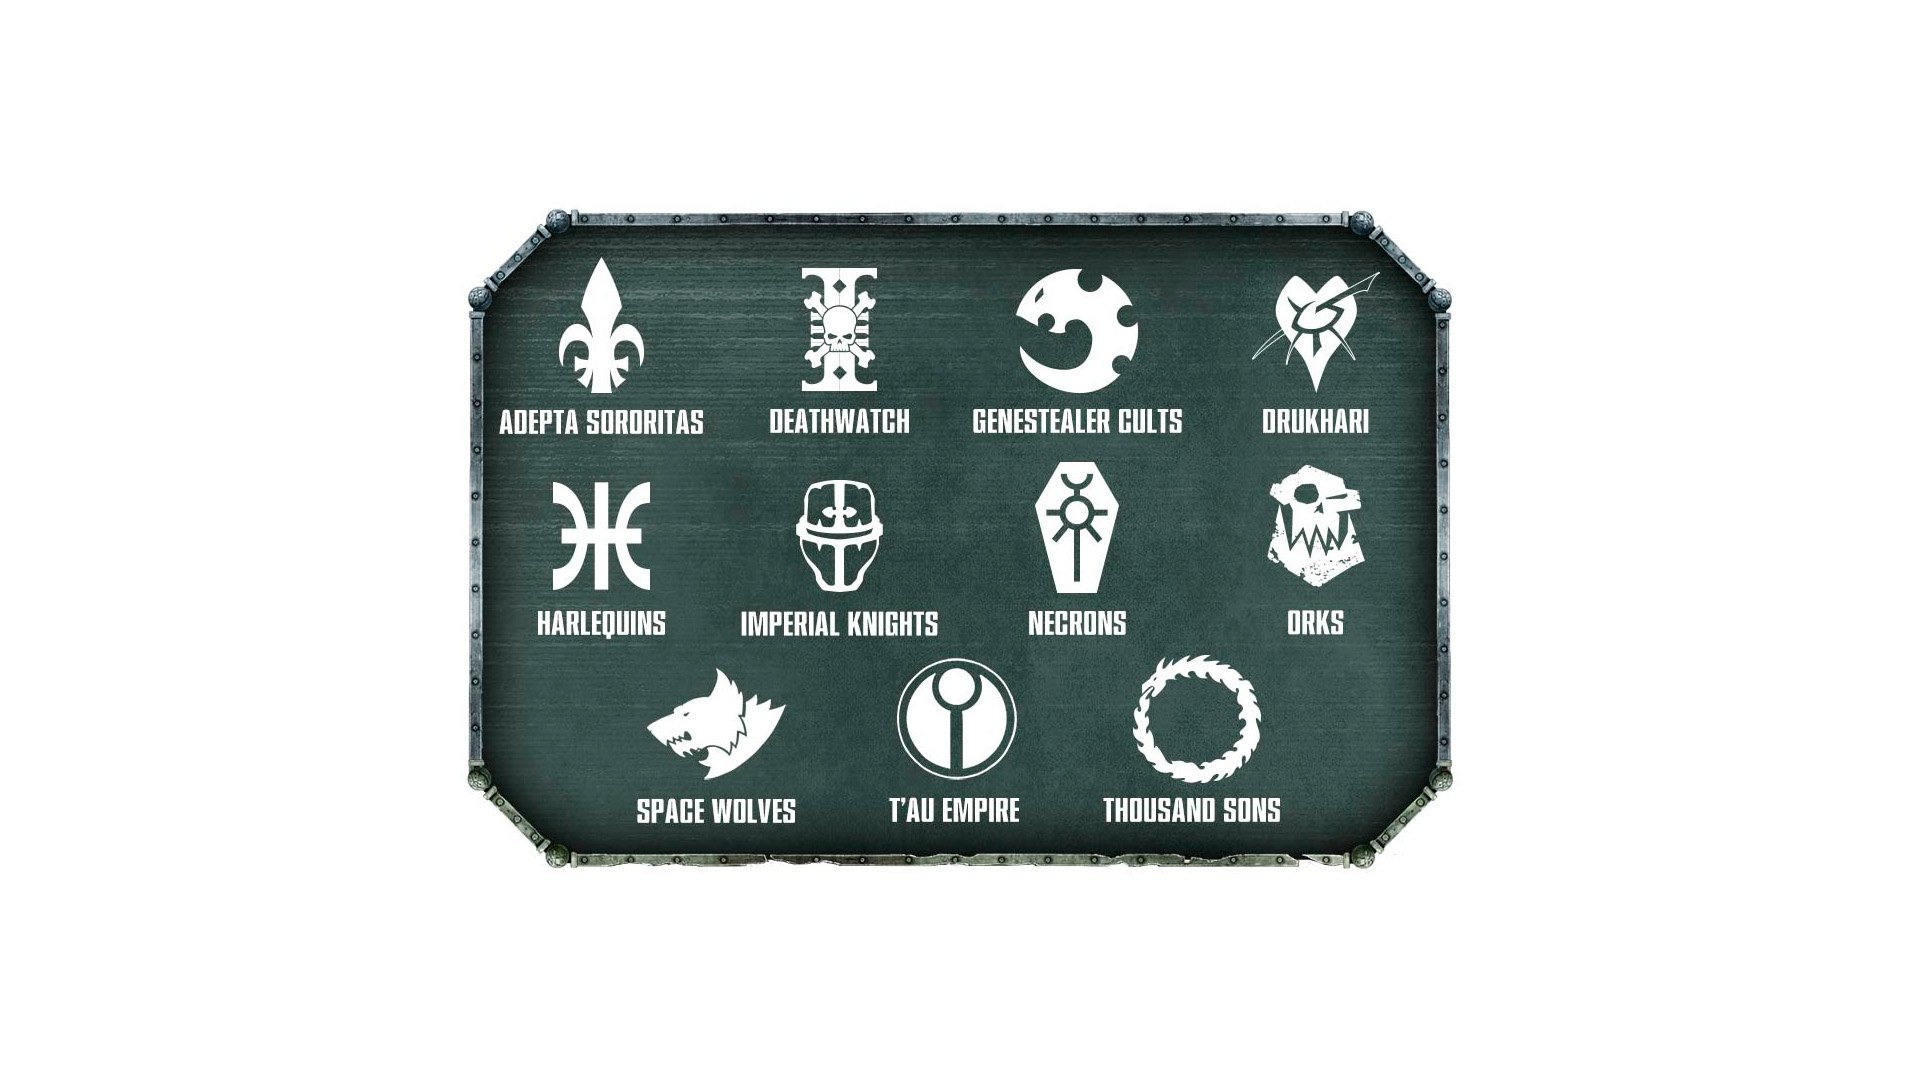 ADEPTA SORORITAS
DEATHWATCH
GENESTEALER CULTS
DRUKHARI
HARLEQUINS
IMPERIAL KNIGHTS
NECRONS
ORKS
SPACE WOLVES
T'AU EMPIRE
THOUSAND SONS